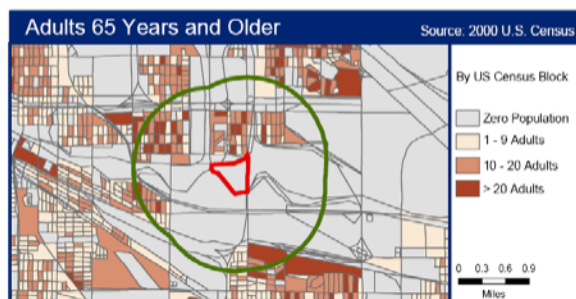 Adults 65 Years and Older
Source: 2000 U.S. Census
By US Census Block
Zero Population
1 - 9 Adults
10 - 20 Adults
> 20 Adults
0 0.3 0.6 0.9
Miles